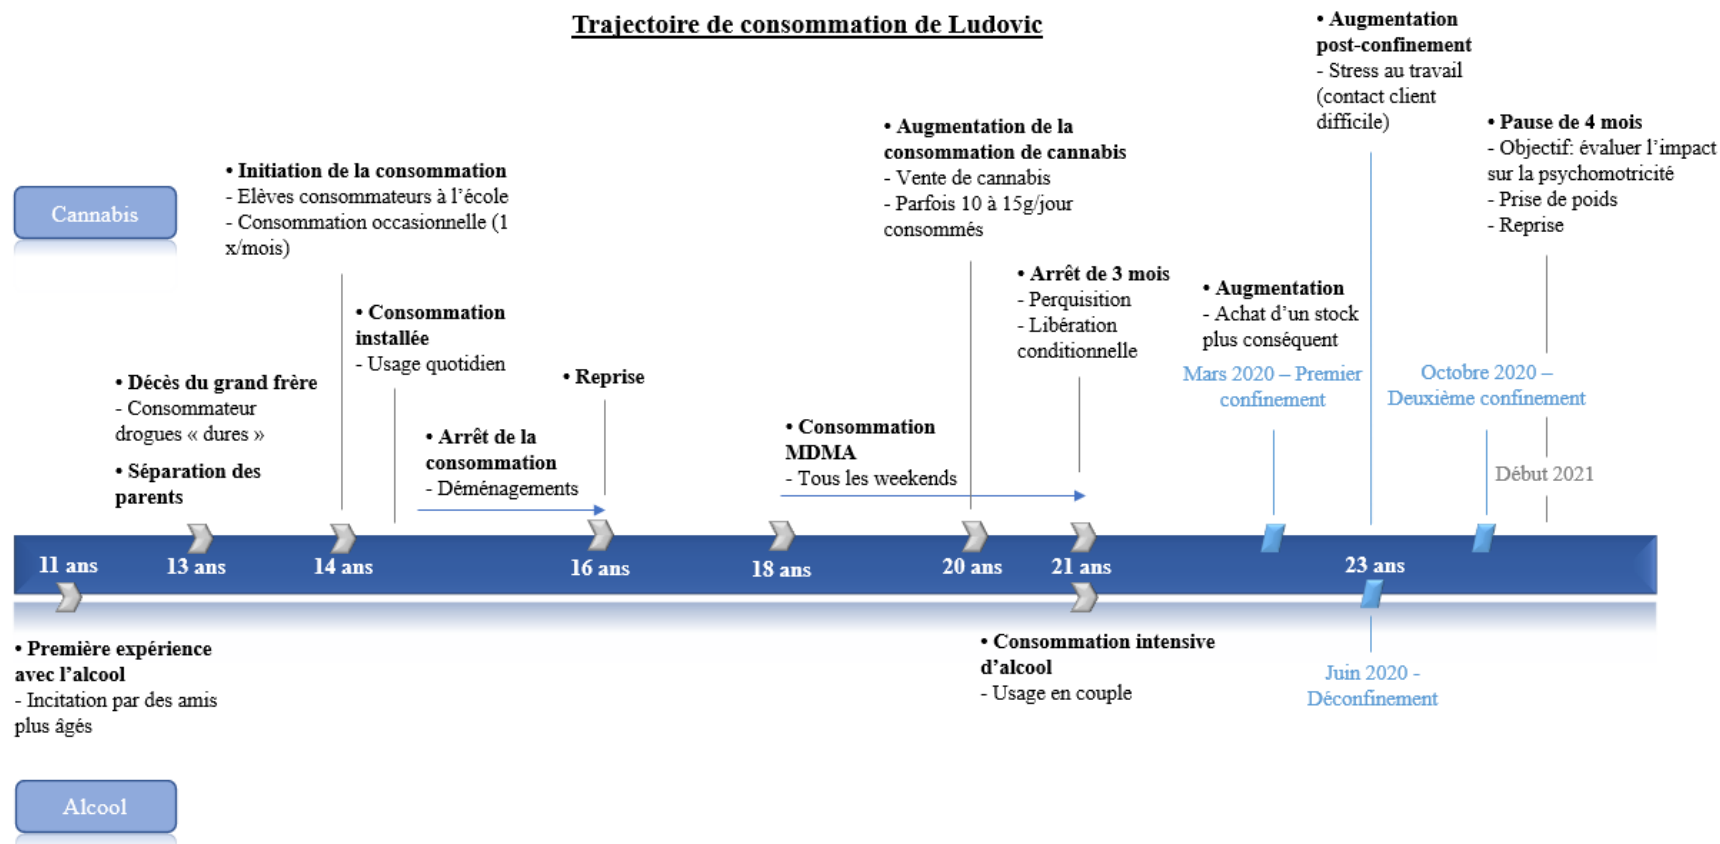 Trajectoire de consommation de Ludovic
Cannabis
• Décès du grand frère
- Consommateur
drogues « dures »
• Séparation des
parents
• Initiation de la consommation
- Elèves consommateurs à l’école
- Consommation occasionnelle (1
x/mois)
• Consommation
installée
- Usage quotidien
• Arrêt de la
consommation
- Déménagements
• Reprise
• Consommation
MDMA
- Tous les weekends
• Augmentation de la
consommation de cannabis
- Vente de cannabis
- Parfois 10 à 15g/jour
consommés
• Arrêt de 3 mois
- Perquisition
- Libération
conditionnelle
• Augmentation
- Achat d’un stock
plus conséquent
Mars 2020 – Premier
confinement
• Augmentation
post-confinement
- Stress au travail
(contact client
difficile)
Octobre 2020 –
Deuxième confinement
• Pause de 4 mois
- Objectif: évaluer l’impact
sur la psychomotricité
- Prise de poids
- Reprise
Début 2021
11 ans
13 ans
14 ans
16 ans
18 ans
20 ans
21 ans
23 ans
• Première expérience
avec l’alcool
- Incitation par des amis
plus âgés
• Consommation intensive
d’alcool
- Usage en couple
Juin 2020 -
Déconfinement
Alcool